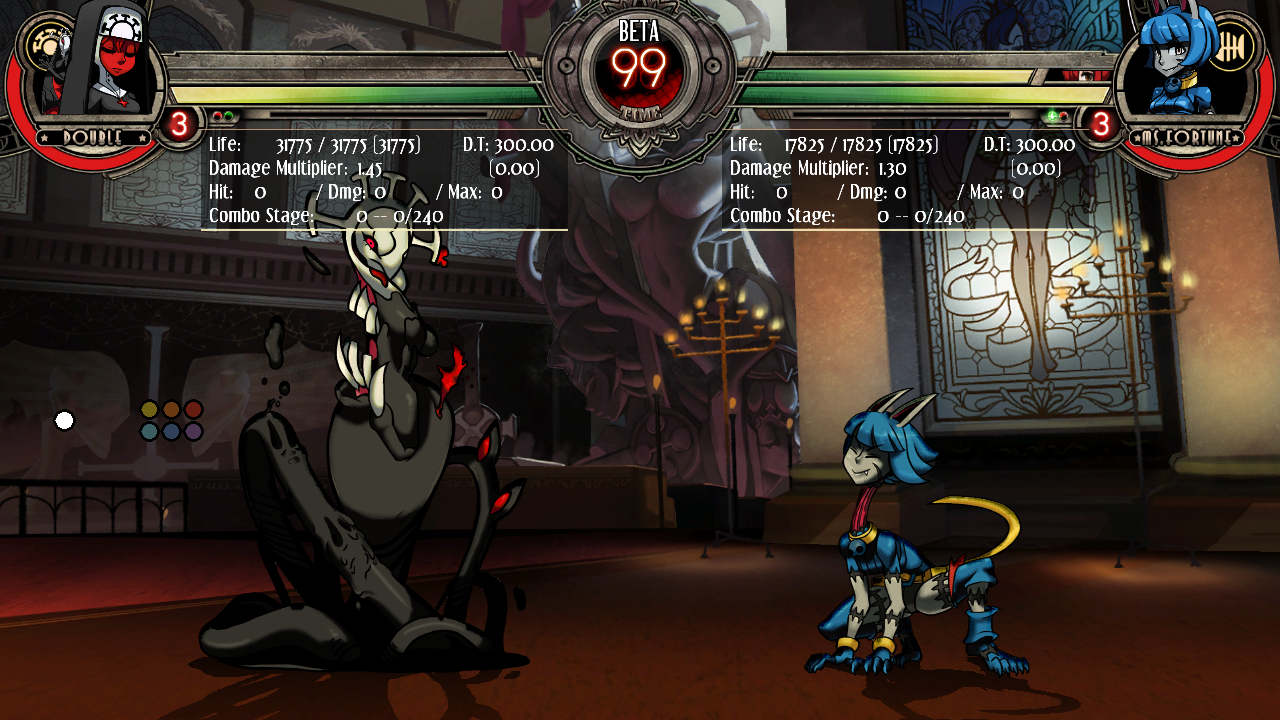 BETA
99
TIME
DOUBLE
3
3
MS. FORTUNE
Life: 31775 / 31775 (31775) D.T: 300.00
Damage Multiplier: 1.45 (0.00)
Hit: 0 / Dmg: 0 / Max: 0
Combo Stage: 0 -- 0/240
Life: 17825 / 17825 (17825) D.T: 300.00
Damage Multiplier: 1.30 (0.00)
Hit: 0 / Dmg: 0 / Max: 0
Combo Stage: 0 -- 0/240